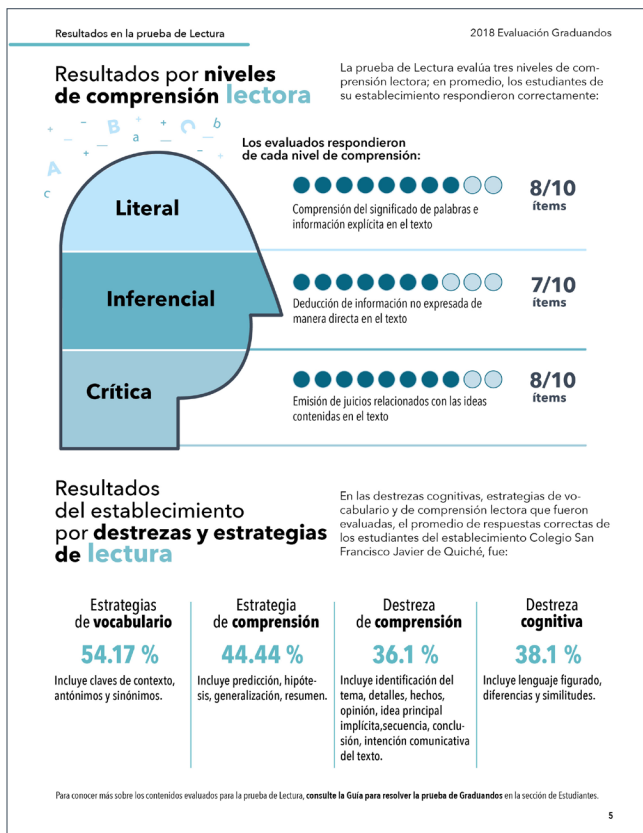 Resultados en la prueba de Lectura
2018 Evaluación Graduandos
Resultados por niveles
de comprensión lectora
La prueba de Lectura evalúa tres niveles de com-
prensión lectora; en promedio, los estudiantes de
su establecimiento respondieron correctamente:
+ - B + + C b
- a -
A + - +
c
Los evaluados respondieron
de cada nivel de comprensión:
Literal
8/10
ítems
Comprensión del significado de palabras e
información explícita en el texto
Inferencial
7/10
ítems
Deducción de información no expresada de
manera directa en el texto
Crítica
8/10
ítems
Emisión de juicios relacionados con las ideas
contenidas en el texto
Resultados
del establecimiento
por destrezas y estrategias
de lectura
En las destrezas cognitivas, estrategias de vo-
cabulario y de comprensión lectora que fueron
evaluadas, el promedio de respuestas correctas de
los estudiantes del establecimiento Colegio San
Francisco Javier de Quiché, fue:
Estrategias
de vocabulario
54.17 %
Incluye claves de contexto,
antónimos y sinónimos.
Estrategia
de comprensión
44.44 %
Incluye predicción, hipóte-
sis, generalización, resumen.
Destreza
de comprensión
36.1 %
Incluye identificación del
tema, detalles, hechos,
opinión, idea principal
implícita,secuencia, conclu-
sión, intención comunicativa
del texto.
Destreza
cognitiva
38.1 %
Incluye lenguaje figurado,
diferencias y similitudes.
Para conocer más sobre los contenidos evaluados para la prueba de Lectura, consulte la Guía para resolver la prueba de Graduandos en la sección de Estudiantes.
5